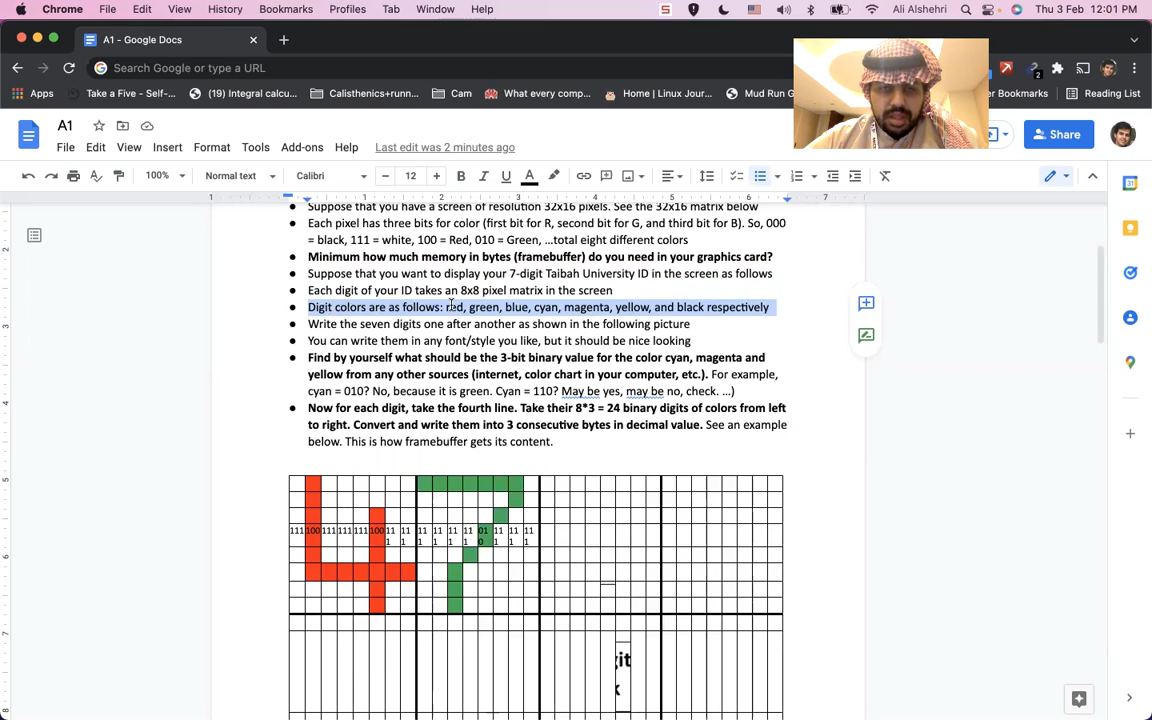 Chrome File Edit View History Bookmarks Profiles Tab Window Help Ali Alshehri Thu 3 Feb 12:01 PM
A1 - Google Docs
Search Google or type a URL
Apps Take a Five - Self-... (19) Integral calcu... Calisthenics+runn... Cam What every comp... Home | Linux Jour... Mud Run G Bookmarks Reading List
A1
File Edit View Insert Format Tools Add-ons Help Last edit was 2 minutes ago
Share
100% Normal text Calibri 12
Suppose that you have a screen of resolution 32x16 pixels. See the 32X16 matrix below
Each pixel has three bits for color (first bit for R, second bit for G, and third bit for B). So, 000
= black, 111 = white, 100 = Red, 010 = Green, ...total eight different colors
Minimum how much memory in bytes (framebuffer) do you need in your graphics card?
Suppose that you want to display your 7-digit Taibah University ID in the screen as follows
Each digit of your ID takes an 8x8 pixel matrix in the screen
Digit colors are as follows: red, green, blue, cyan, magenta, yellow, and black respectively
Write the seven digits one after another as shown in the following picture
You can write them in any font/style you like, but it should be nice looking
Find by yourself what should be the 3-bit binary value for the color cyan, magenta and
yellow from any other sources (internet, color chart in your computer, etc.). For example,
cyan = 010? No, because it is green. Cyan = 110? May be yes, may be no, check. ...)
Now for each digit, take the fourth line. Take their 8*3 = 24 binary digits of colors from left
to right. Convert and write them into 3 consecutive bytes in decimal value. See an example
below. This is how framebuffer gets its content.
111 100 111 111 111 100 11 11 11 11 11 11 01 11 11 11
1 1 1 1 1 1 0 1 1 1
git
k